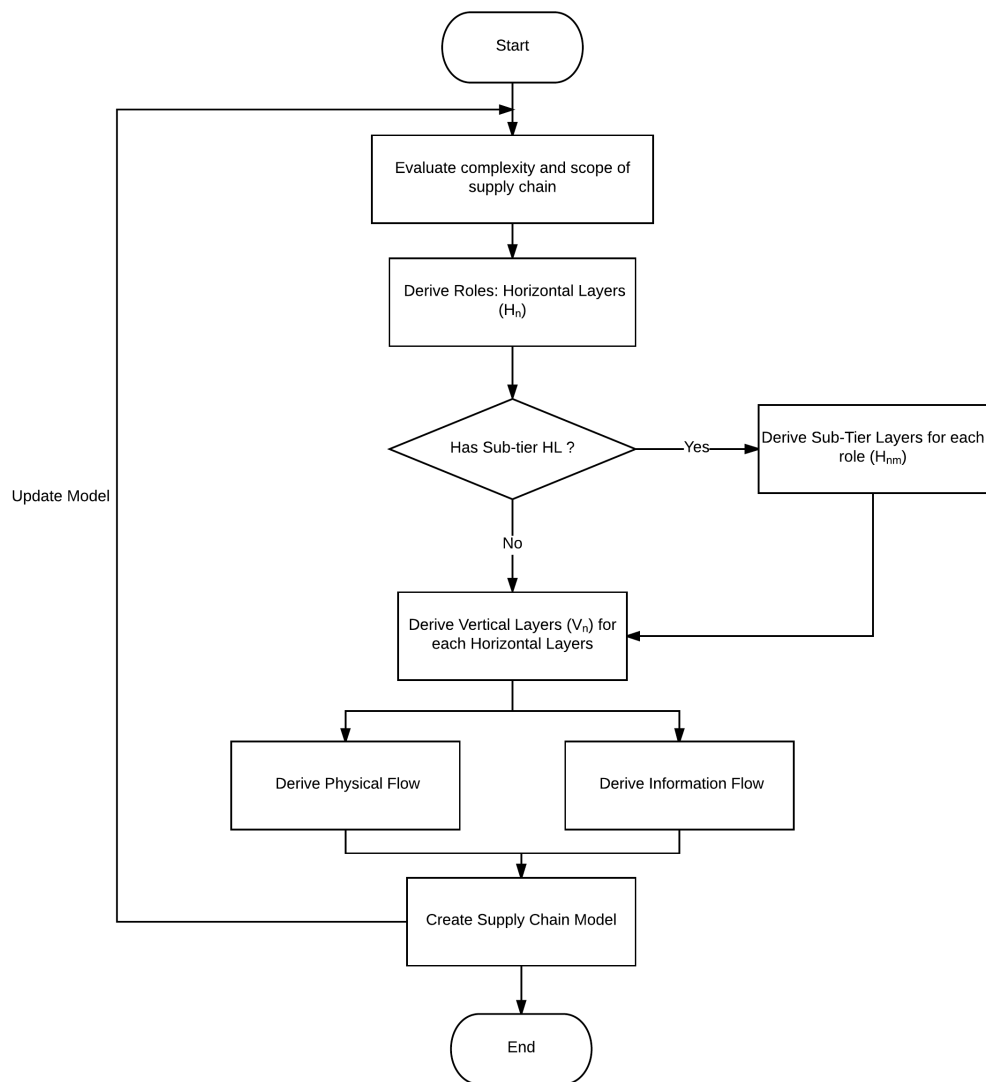 Start
Evaluate complexity and scope of
supply chain
Derive Roles: Horizontal Layers
(Hn)
Has Sub-tier HL ?
Yes
Derive Sub-Tier Layers for each
role (Hnm)
Update Model
No
Derive Vertical Layers (Vn) for
each Horizontal Layers
Derive Physical Flow
Derive Information Flow
Create Supply Chain Model
End